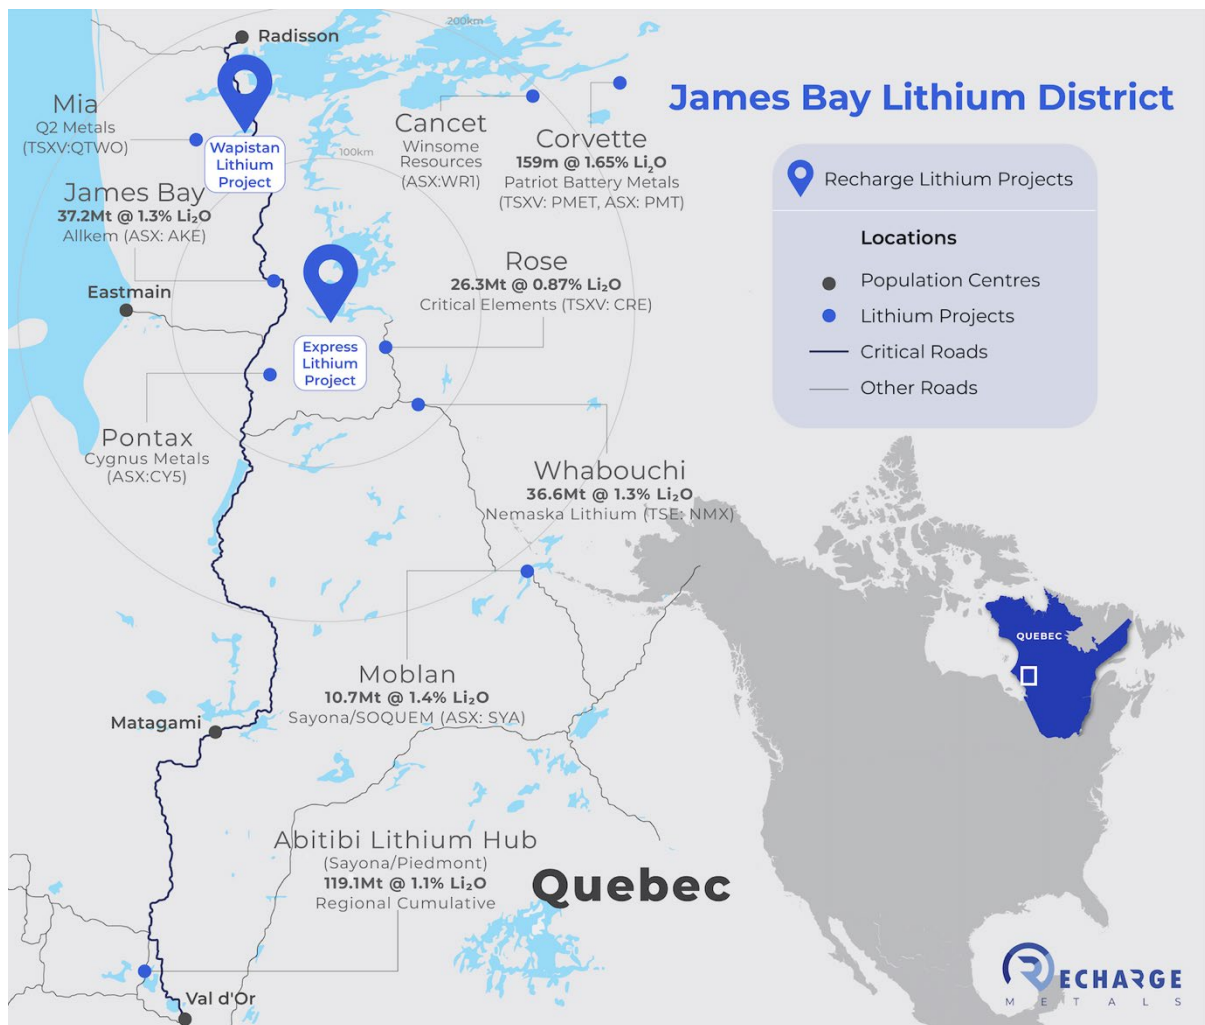 200km
Radisson
James Bay Lithium District
Mia
Q2 Metals
(TSXV:QTWO)
Wapistan
Lithium
Project
100km
Cancet
Winsome
Resources
(ASX:WR1)
Corvette
159m @ 1.65% Li₂O
Patriot Battery Metals
(TSXV: PMET, ASX: PMT)
Recharge Lithium Projects
Locations
Population Centres
Lithium Projects
Critical Roads
Other Roads
James Bay
37.2Mt @ 1.3% Li₂O
Allkem (ASX: AKE)
Eastmain
Rose
26.3Mt @ 0.87% Li₂O
Critical Elements (TSXV: CRE)
Express
Lithium
Project
Pontax
Cygnus Metals
(ASX:CY5)
Whabouchi
36.6Mt @ 1.3% Li₂O
Nemaska Lithium (TSE: NMX)
QUEBEC
Moblan
10.7Mt @ 1.4% Li₂O
Sayona/SOQUEM (ASX: SYA)
Matagami
Abitibi Lithium Hub
(Sayona/Piedmont)
119.1Mt @ 1.1% Li₂O
Regional Cumulative
Quebec
Val d'Or
RECHARGE
METALS